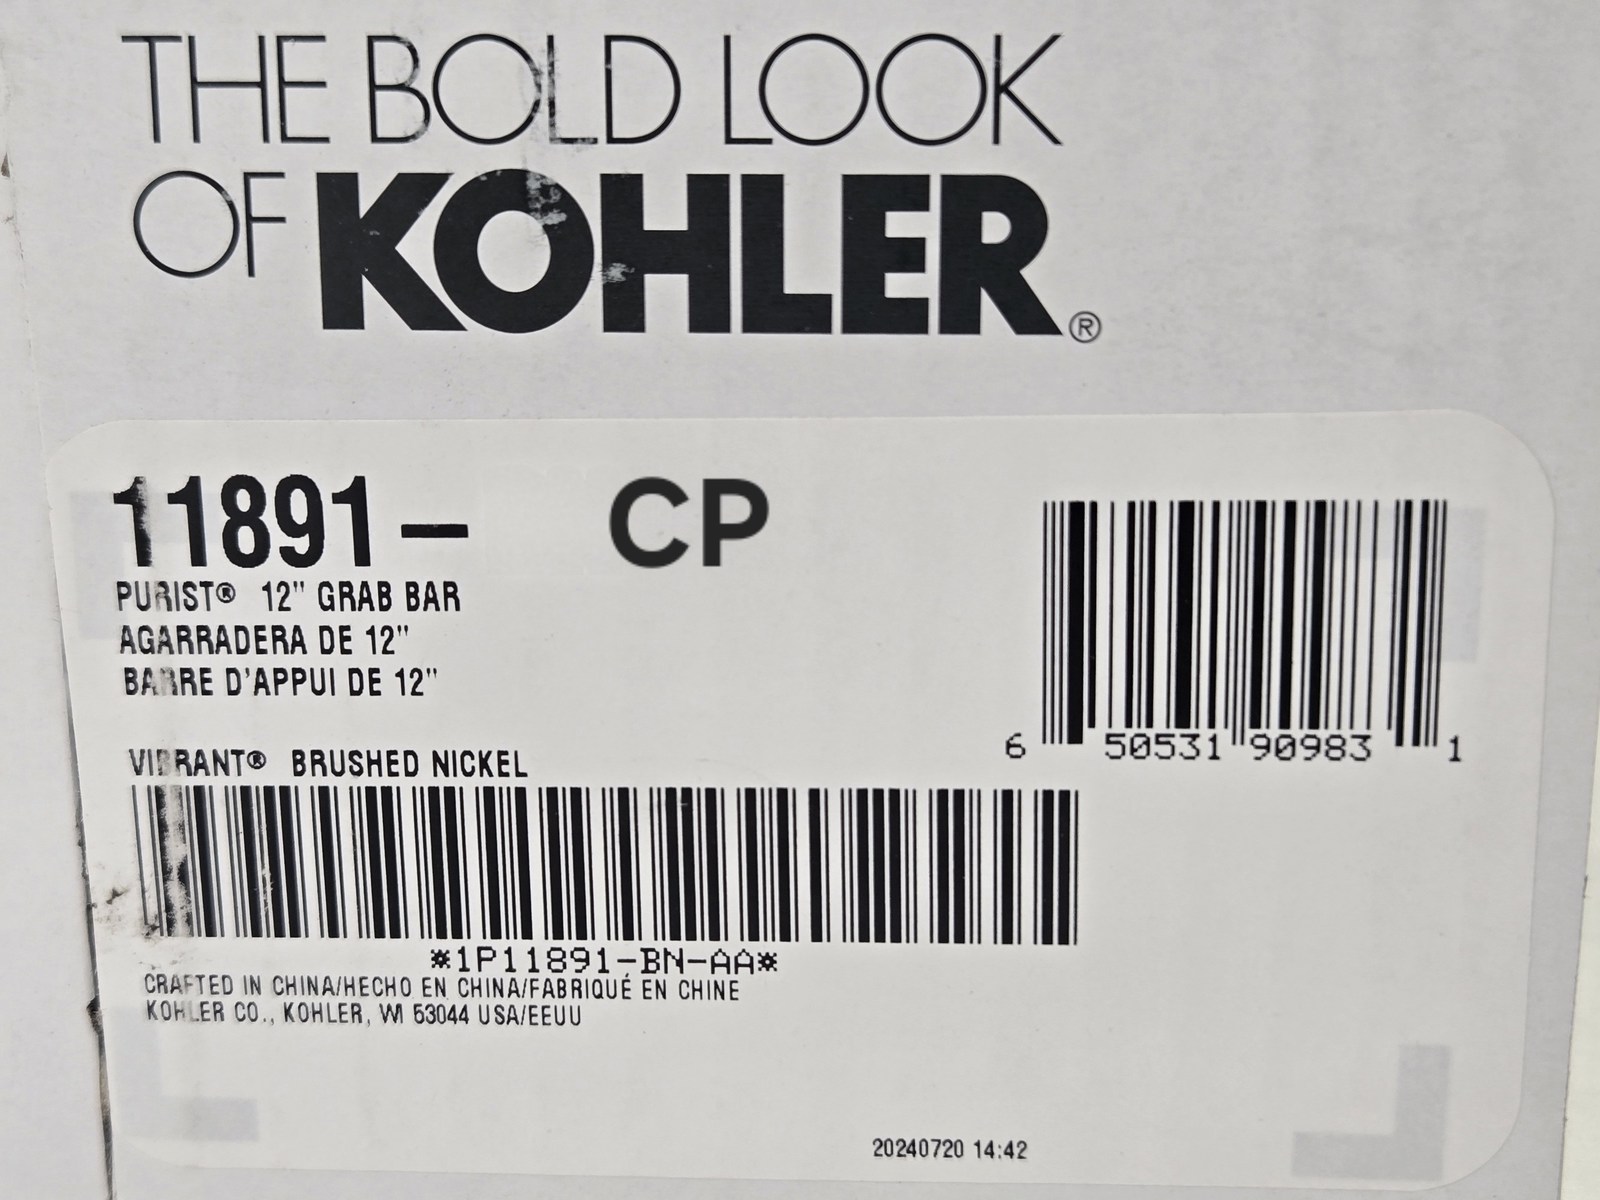 THE BOLD LOOK
OF KOHLER®
11891- CP
PURIST® 12" GRAB BAR
AGARRADERA DE 12"
BARRE D'APPUI DE 12"
VIBRANT® BRUSHED NICKEL
6 50531 90983 1
*1P11891-BN-AA*
CRAFTED IN CHINA/HECHO EN CHINA/FABRIQUÉ EN CHINE
KOHLER CO., KOHLER, WI 53044 USA/EEUU
20240720 14:42